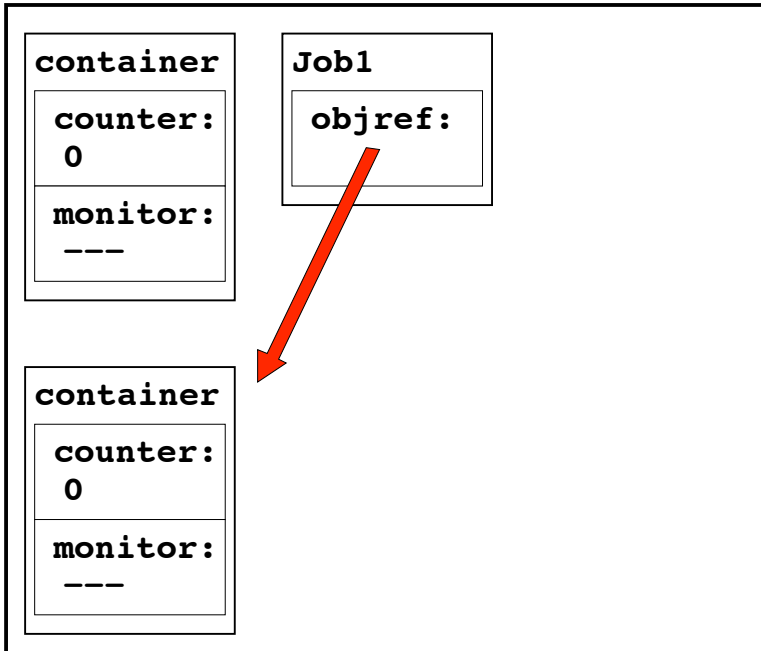 container
counter:
0
monitor:
---
Job1
objref:
container
counter:
0
monitor:
---